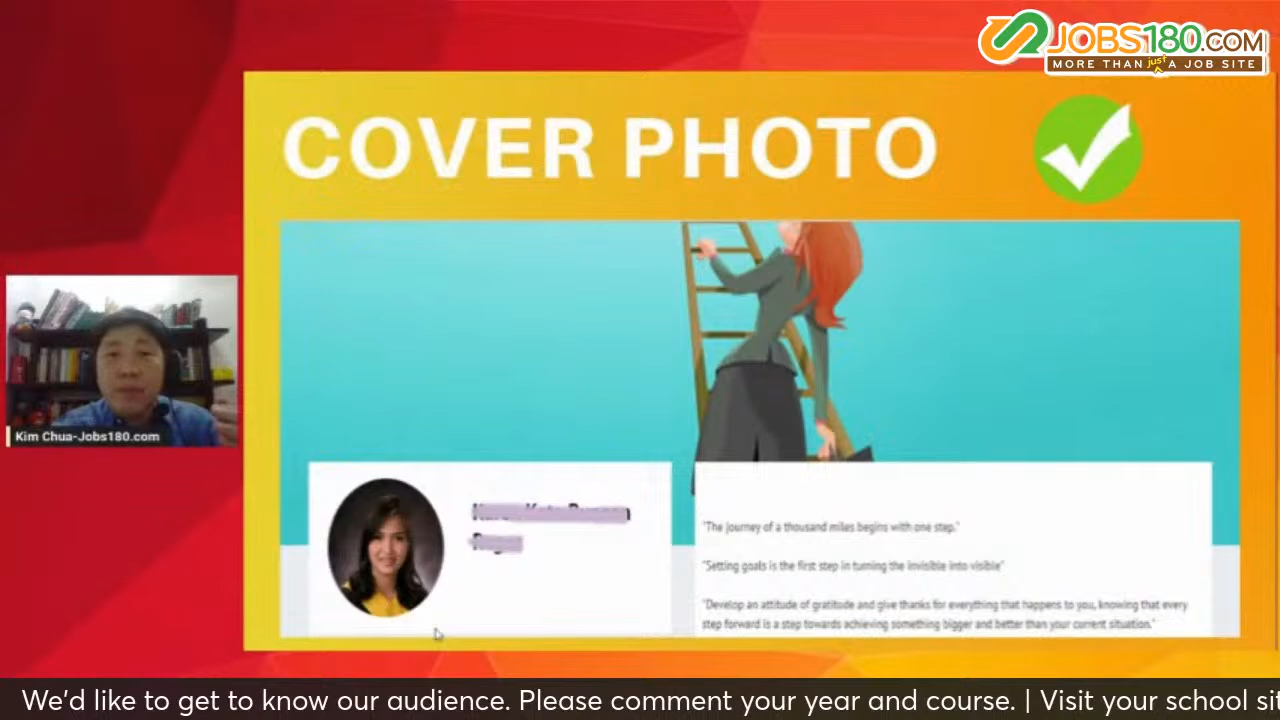 JOBS180.COM
MORE THAN just A JOB SITE
COVER PHOTO
Kim Chua-Jobs180.com
"The journey of a thousand miles begins with one step."
"Setting goals is the first step in turning the invisible into visible"
"Develop an attitude of gratitude and give thanks for everything that happens to you, knowing that every
step forward is a step towards achieving something bigger and better than your current situation."
We'd like to get to know our audience. Please comment your year and course. | Visit your school si